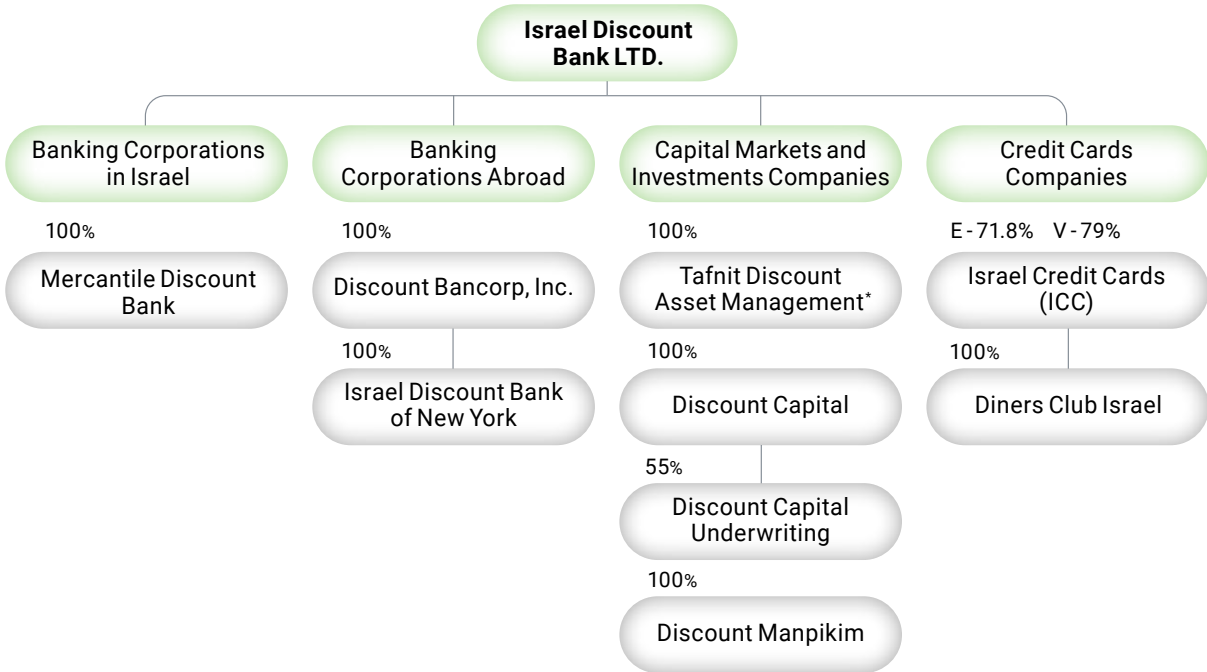 Israel Discount
Bank LTD.
Banking Corporations
in Israel
Banking
Corporations Abroad
Capital Markets and
Investments Companies
Credit Cards
Companies
100%
100%
100%
E - 71.8% V - 79%
Mercantile Discount
Bank
Discount Bancorp, Inc.
Tafnit Discount
Asset Management*
Israel Credit Cards
(ICC)
100%
100%
100%
Israel Discount Bank
of New York
Discount Capital
Diners Club Israel
55%
Discount Capital
Underwriting
100%
Discount Manpikim